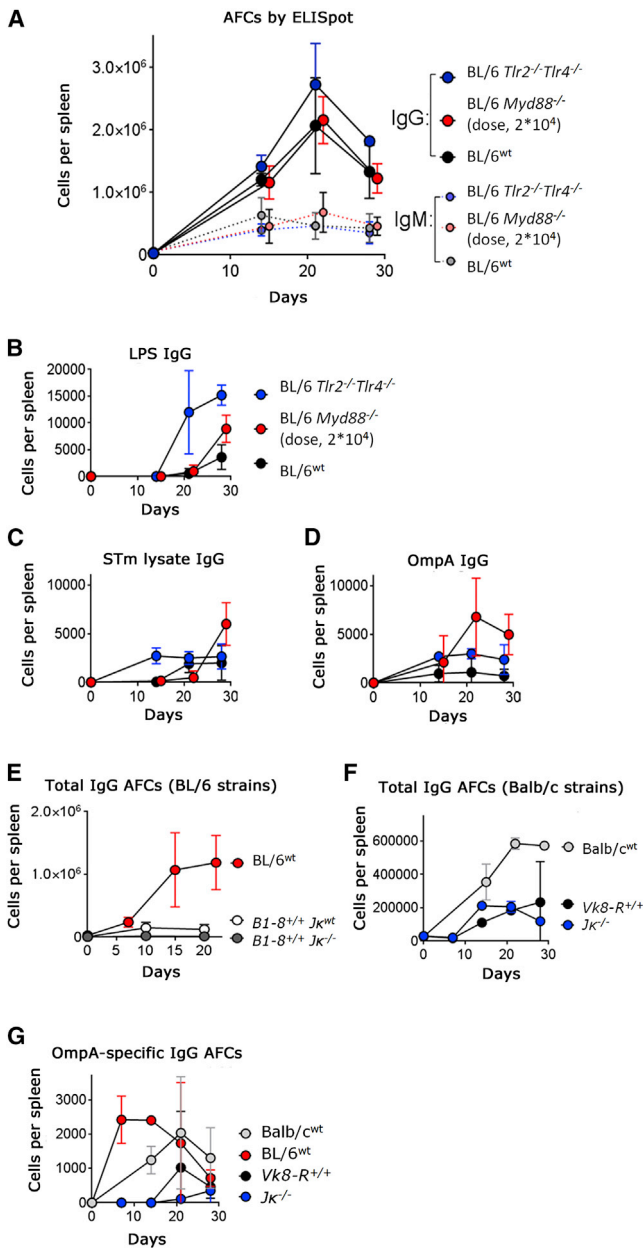 A
AFCs by ELISpot
Cells per spleen
3.0×10⁶
2.0×10⁶
1.0×10⁶
0
0 10 20 30
Days
IgG:
BL/6 Tlr2⁻/⁻Tlr4⁻/⁻
BL/6 Myd88⁻/⁻
(dose, 2*10⁴)
BL/6ʷᵗ
IgM:
BL/6 Tlr2⁻/⁻Tlr4⁻/⁻
BL/6 Myd88⁻/⁻
(dose, 2*10⁴)
BL/6ʷᵗ
B
LPS IgG
Cells per spleen
20000
15000
10000
5000
0
0 10 20 30
Days
BL/6 Tlr2⁻/⁻Tlr4⁻/⁻
BL/6 Myd88⁻/⁻
(dose, 2*10⁴)
BL/6ʷᵗ
C
STm lysate IgG
Cells per spleen
10000
5000
0
0 10 20 30
Days
D
OmpA IgG
Cells per spleen
10000
5000
0
0 10 20 30
Days
E
Total IgG AFCs (BL/6 strains)
Cells per spleen
2.0×10⁶
1.0×10⁶
0
0 5 10 15 20
Days
BL/6ʷᵗ
B1-8⁺/⁺ Jκʷᵗ
B1-8⁺/⁺ Jκ⁻/⁻
F
Total IgG AFCs (Balb/c strains)
Cells per spleen
600000
400000
200000
0
0 10 20 30
Days
Balb/cʷᵗ
Vk8-R⁺/⁺
Jκ⁻/⁻
G
OmpA-specific IgG AFCs
Cells per spleen
3000
2000
1000
0
0 10 20 30
Days
Balb/cʷᵗ
BL/6ʷᵗ
Vk8-R⁺/⁺
Jκ⁻/⁻